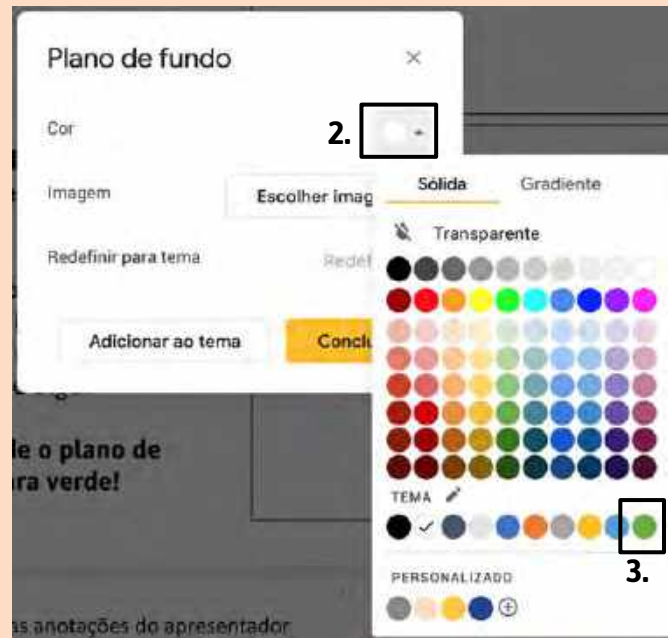 Plano de fundo
Cor
2.
Imagem
Escolher imag
Sólida
Gradiente
Transparente
Redefinir para tema
Redef
Adicionar ao tema
Conclu
le o plano de
ra verde!
TEMA
3.
PERSONALIZADO
as anotações do apresentador